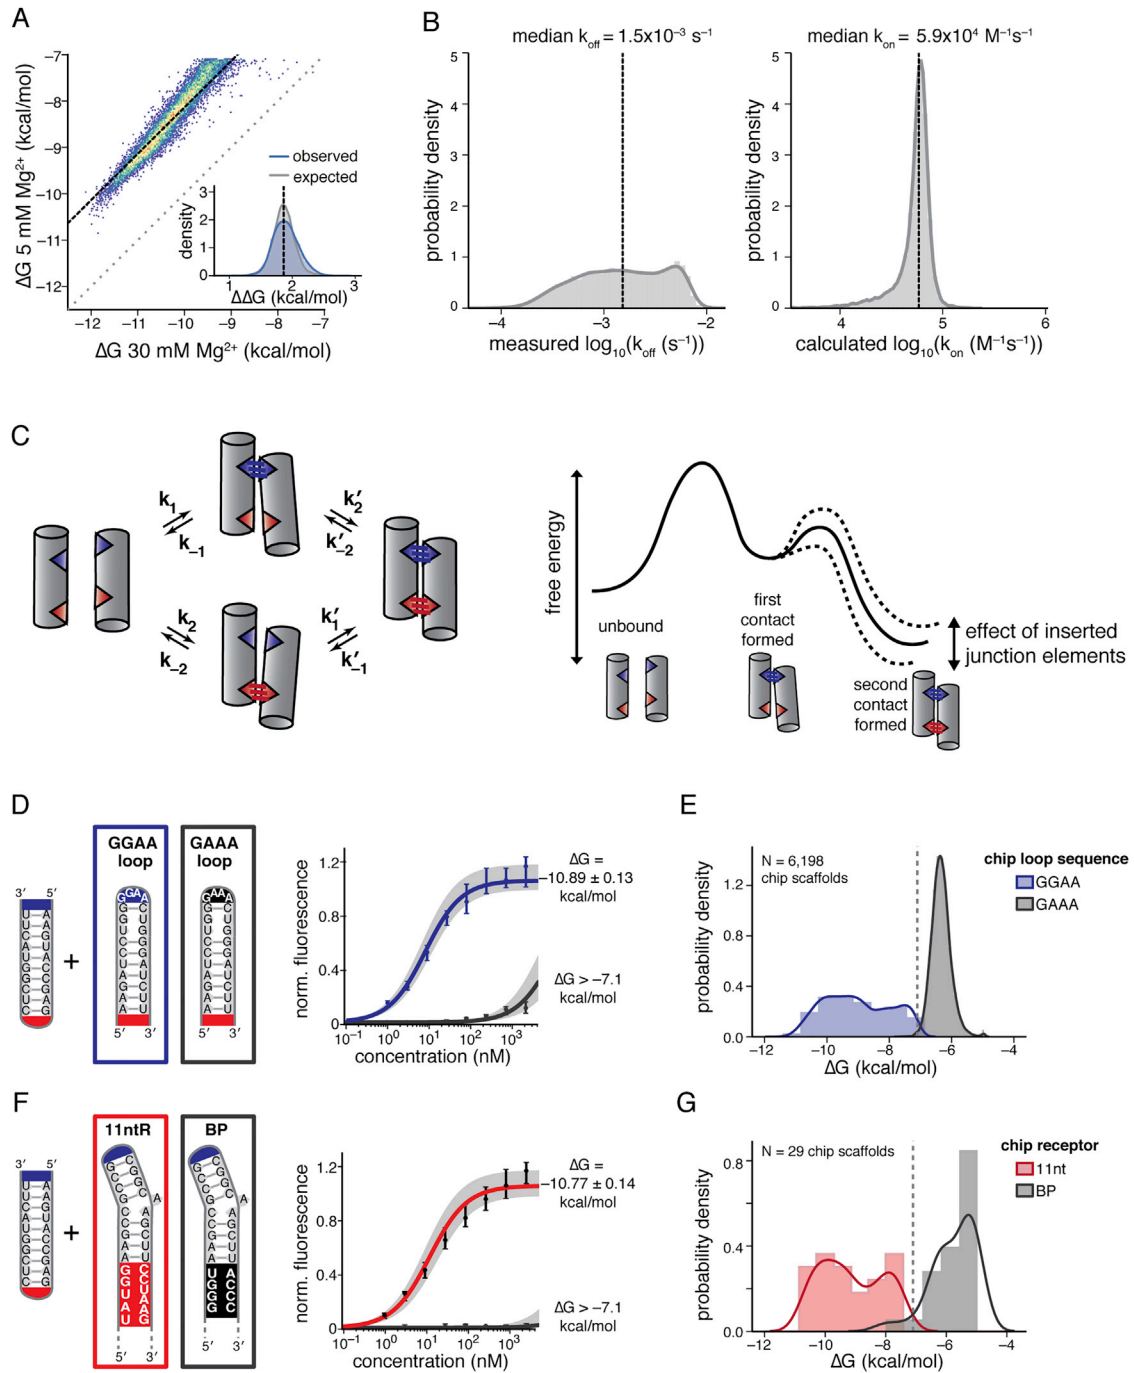 A
ΔG 5 mM Mg²⁺ (kcal/mol)
−7
−8
−9
−10
−11
−12
−12 −11 −10 −9 −8 −7
ΔG 30 mM Mg²⁺ (kcal/mol)
observed
expected
density
3
2
1
0
1 2 3
ΔΔG (kcal/mol)
B
median k_off = 1.5x10⁻³ s⁻¹
probability density
5
4
3
2
1
0
−4 −3 −2
measured log₁₀(k_off (s⁻¹))
median k_on = 5.9x10⁴ M⁻¹s⁻¹
probability density
5
4
3
2
1
0
4 5 6
calculated log₁₀(k_on (M⁻¹s⁻¹))
C
k₁
k₋₁
k′₂
k′₋₂
k₂
k₋₂
k′₁
k′₋₁
free energy
unbound
first
contact
formed
second
contact
formed
effect of inserted
junction elements
D
GGAA
loop
GAAA
loop
3′ 5′
+
GGAA
GAAA
5′ 3′
5′ 3′
norm. fluorescence
1.2
0.8
0.4
0
10⁻¹ 10⁰ 10¹ 10² 10³
concentration (nM)
ΔG =
−10.89 ± 0.13
kcal/mol
ΔG > −7.1
kcal/mol
E
N = 6,198
chip scaffolds
chip loop sequence
GGAA
GAAA
probability density
1.2
0.8
0.4
0.0
−12 −10 −8 −6 −4
ΔG (kcal/mol)
F
11ntR
BP
3′ 5′
+
5′ 3′
5′ 3′
norm. fluorescence
1.2
0.8
0.4
0
10⁻¹ 10⁰ 10¹ 10² 10³
concentration (nM)
ΔG =
−10.77 ± 0.14
kcal/mol
ΔG > −7.1
kcal/mol
G
N = 29 chip scaffolds
chip receptor
11nt
BP
probability density
0.8
0.4
0.0
−12 −10 −8 −6 −4
ΔG (kcal/mol)